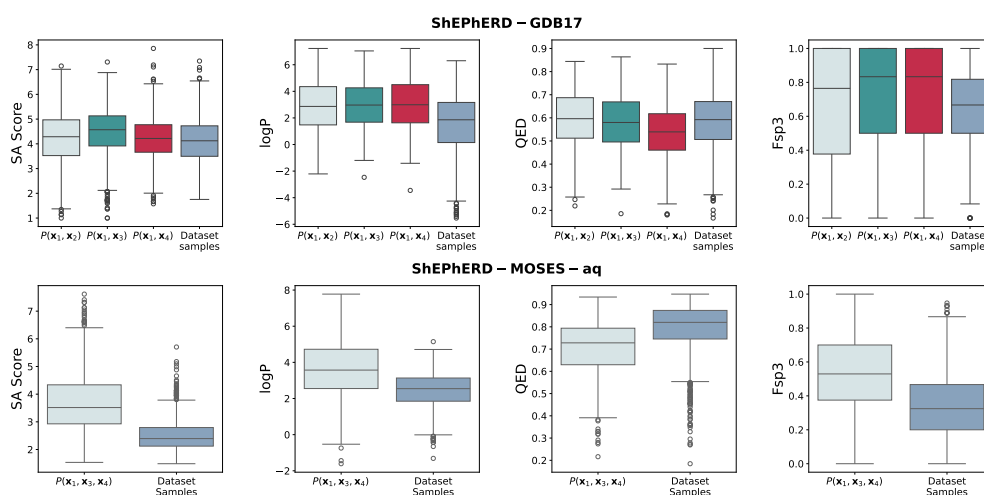 ShEPhERD – GDB17
SA Score
8
7
6
5
4
3
2
1
P(x₁, x₂) P(x₁, x₃) P(x₁, x₄) Dataset
samples
logP
6
4
2
0
−2
−4
−6
P(x₁, x₂) P(x₁, x₃) P(x₁, x₄) Dataset
samples
QED
0.9
0.8
0.7
0.6
0.5
0.4
0.3
0.2
P(x₁, x₂) P(x₁, x₃) P(x₁, x₄) Dataset
samples
Fsp3
1.0
0.8
0.6
0.4
0.2
0.0
P(x₁, x₂) P(x₁, x₃) P(x₁, x₄) Dataset
samples
ShEPhERD – MOSES – aq
SA Score
7
6
5
4
3
2
P(x₁, x₃, x₄) Dataset
Samples
logP
8
6
4
2
0
−2
P(x₁, x₃, x₄) Dataset
Samples
QED
0.9
0.8
0.7
0.6
0.5
0.4
0.3
0.2
P(x₁, x₃, x₄) Dataset
Samples
Fsp3
1.0
0.8
0.6
0.4
0.2
0.0
P(x₁, x₃, x₄) Dataset
Samples